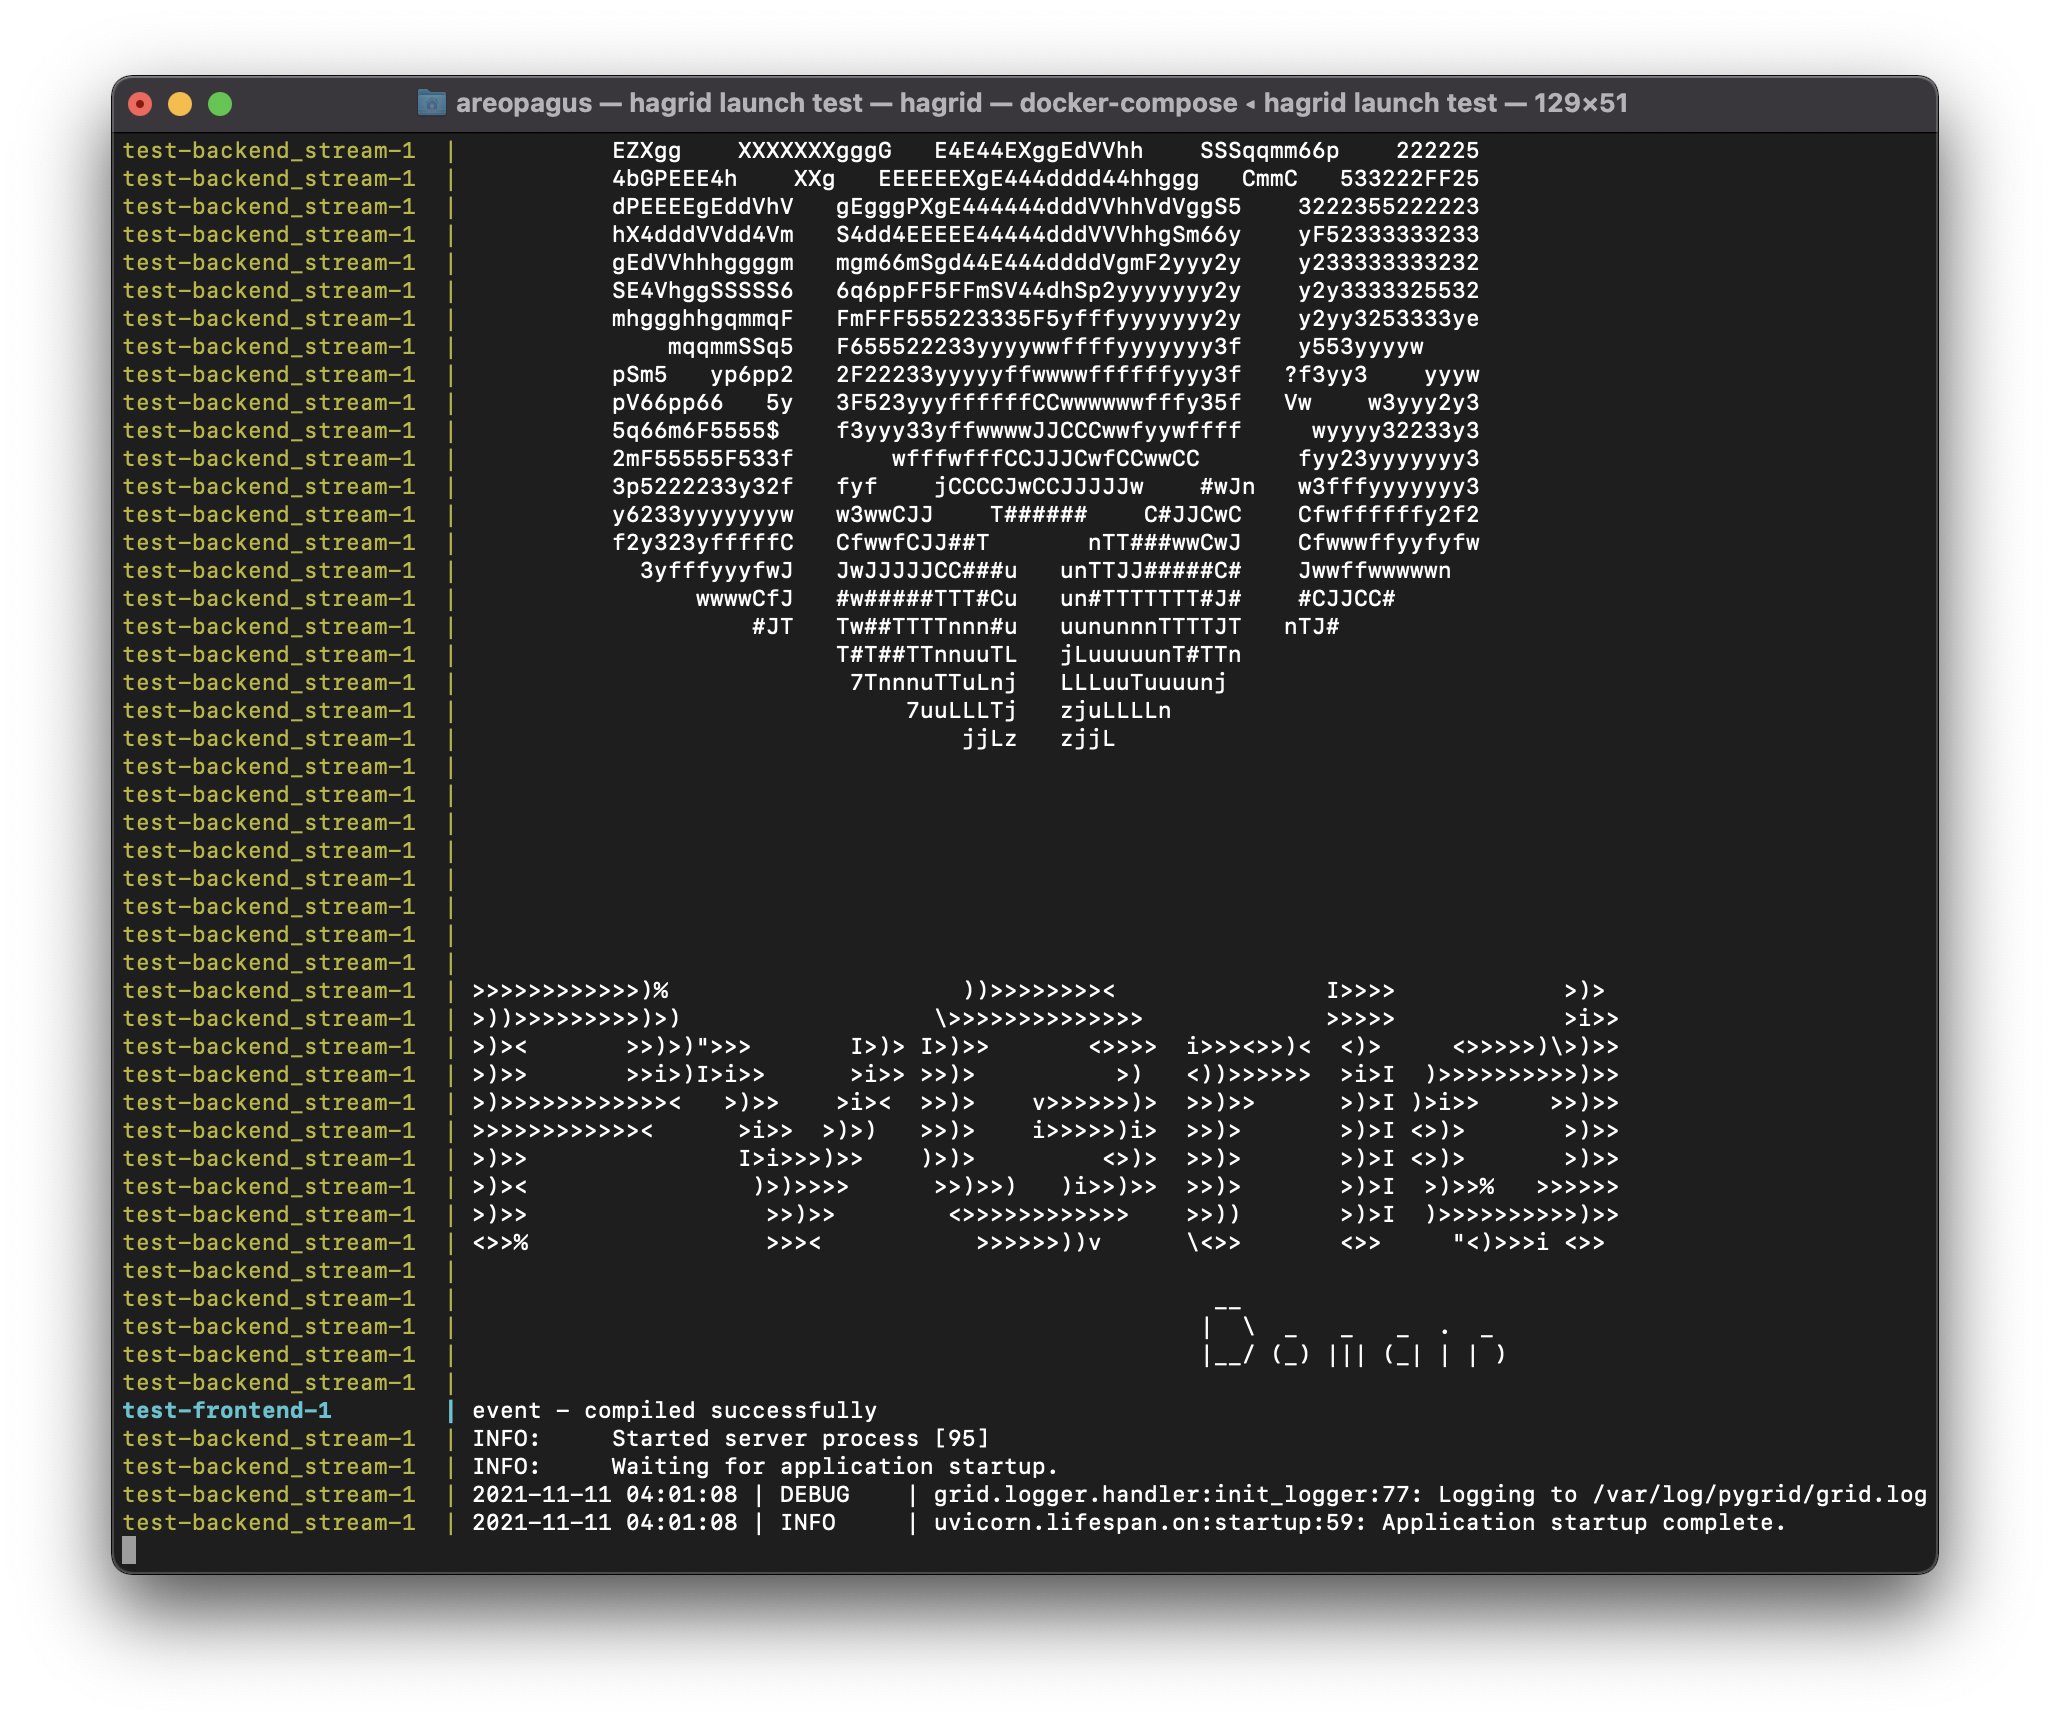 areopagus — hagrid launch test — hagrid — docker-compose ◂ hagrid launch test — 129×51
test-backend_stream-1  |           EZXgg    XXXXXXXgggG   E4E44EXggEdVVhh    SSSqqmm66p    222225
test-backend_stream-1  |           4bGPEEE4h    XXg   EEEEEEXgE444dddd44hhggg   CmmC   533222FF25
test-backend_stream-1  |           dPEEEEgEddVhV   gEgggPXgE444444dddVVhhVdVggS5    3222355222223
test-backend_stream-1  |           hX4dddVVdd4Vm   S4dd4EEEEE44444dddVVVhhgSm66y    yF52333333233
test-backend_stream-1  |           gEdVVhhhggggm   mgm66mSgd44E444ddddVgmF2yyy2y    y233333333232
test-backend_stream-1  |           SE4VhggSSSSS6   6q6ppFF5FFmSV44dhSp2yyyyyyy2y    y2y3333325532
test-backend_stream-1  |           mhggghhgqmmqF   FmFFF555223335F5yfffyyyyyyy2y    y2yy3253333ye
test-backend_stream-1  |               mqqmmSSq5   F655522233yyyywwffffyyyyyyy3f    y553yyyyw
test-backend_stream-1  |           pSm5   yp6pp2   2F22233yyyyyffwwwwffffffyyy3f   ?f3yy3    yyyw
test-backend_stream-1  |           pV66pp66   5y   3F523yyyffffffCCwwwwwwfffy35f   Vw    w3yyy2y3
test-backend_stream-1  |           5q66m6F5555$    f3yyy33yffwwwwJJCCCwwfyywffff     wyyyy32233y3
test-backend_stream-1  |           2mF55555F533f       wfffwfffCCJJJCwfCCwwCC       fyy23yyyyyyy3
test-backend_stream-1  |           3p5222233y32f   fyf    jCCCCJwCCJJJJJw    #wJn   w3fffyyyyyyy3
test-backend_stream-1  |           y6233yyyyyyyw   w3wwCJJ    T######    C#JJCwC    Cfwffffffy2f2
test-backend_stream-1  |           f2y323yfffffC   CfwwfCJJ##T         nTT###wwCwJ    Cfwwwffyyfyfw
test-backend_stream-1  |             3yfffyyyfwJ   JwJJJJJCC###u   unTTJJ#####C#    Jwwffwwwwwn
test-backend_stream-1  |                 wwwwCfJ   #w#####TTT#Cu   un#TTTTTTT#J#    #CJJCC#
test-backend_stream-1  |                     #JT   Tw##TTTTnnn#u   uununnnTTTTJT   nTJ#
test-backend_stream-1  |                           T#T##TTnnuuTL   jLuuuuunT#TTn
test-backend_stream-1  |                            7TnnnuTTuLnj   LLLuuTuuuunj
test-backend_stream-1  |                                7uuLLLTj   zjuLLLLn
test-backend_stream-1  |                                    jjLz   zjjL
test-backend_stream-1  |
test-backend_stream-1  |
test-backend_stream-1  |
test-backend_stream-1  |
test-backend_stream-1  |
test-backend_stream-1  |
test-backend_stream-1  |
test-backend_stream-1  |
test-backend_stream-1  | >>>>>>>>>>>>)%                     ))>>>>>>>><               I>>>>            >)>
test-backend_stream-1  | >))>>>>>>>>>)>)                  \>>>>>>>>>>>>>>             >>>>>            >i>>
test-backend_stream-1  | >)><       >>)>)">>>       I>)> I>)>>       <>>>>  i>>><>>)<  <)>     <>>>>>)\>)>>
test-backend_stream-1  | >)>>       >>i>)I>i>>      >i>> >>)>          >)   <))>>>>>>  >i>I  )>>>>>>>>>>)>>
test-backend_stream-1  | >)>>>>>>>>>>>><   >)>>    >i><  >>)>    v>>>>>>)>  >>)>>      >)>I )>i>>     >>)>>
test-backend_stream-1  | >>>>>>>>>>>><      >i>>  >)>)   >>)>    i>>>>>)i>  >>)>       >)>I <>)>       >)>>
test-backend_stream-1  | >)>>               I>i>>>)>>    )>)>         <>)>  >>)>       >)>I <>)>       >)>>
test-backend_stream-1  | >)><                )>)>>>>      >>)>>)   )i>>)>>  >>)>       >)>I  >)>>%   >>>>>>
test-backend_stream-1  | >)>>                 >>)>>        <>>>>>>>>>>>>    >>))       >)>I  )>>>>>>>>>>)>>
test-backend_stream-1  | <>>%                 >>><           >>>>>>))v      \<>>       <>>     "<)>>>i <>>
test-backend_stream-1  |
test-backend_stream-1  |                                                      __
test-backend_stream-1  |                                                     |  \  _   _   _  .  _
test-backend_stream-1  |                                                     |__/ (_) ||| (_| | | )
test-backend_stream-1  |
test-frontend-1        | event - compiled successfully
test-backend_stream-1  | INFO:     Started server process [95]
test-backend_stream-1  | INFO:     Waiting for application startup.
test-backend_stream-1  | 2021-11-11 04:01:08 | DEBUG    | grid.logger.handler:init_logger:77: Logging to /var/log/pygrid/grid.log
test-backend_stream-1  | 2021-11-11 04:01:08 | INFO     | uvicorn.lifespan.on:startup:59: Application startup complete.